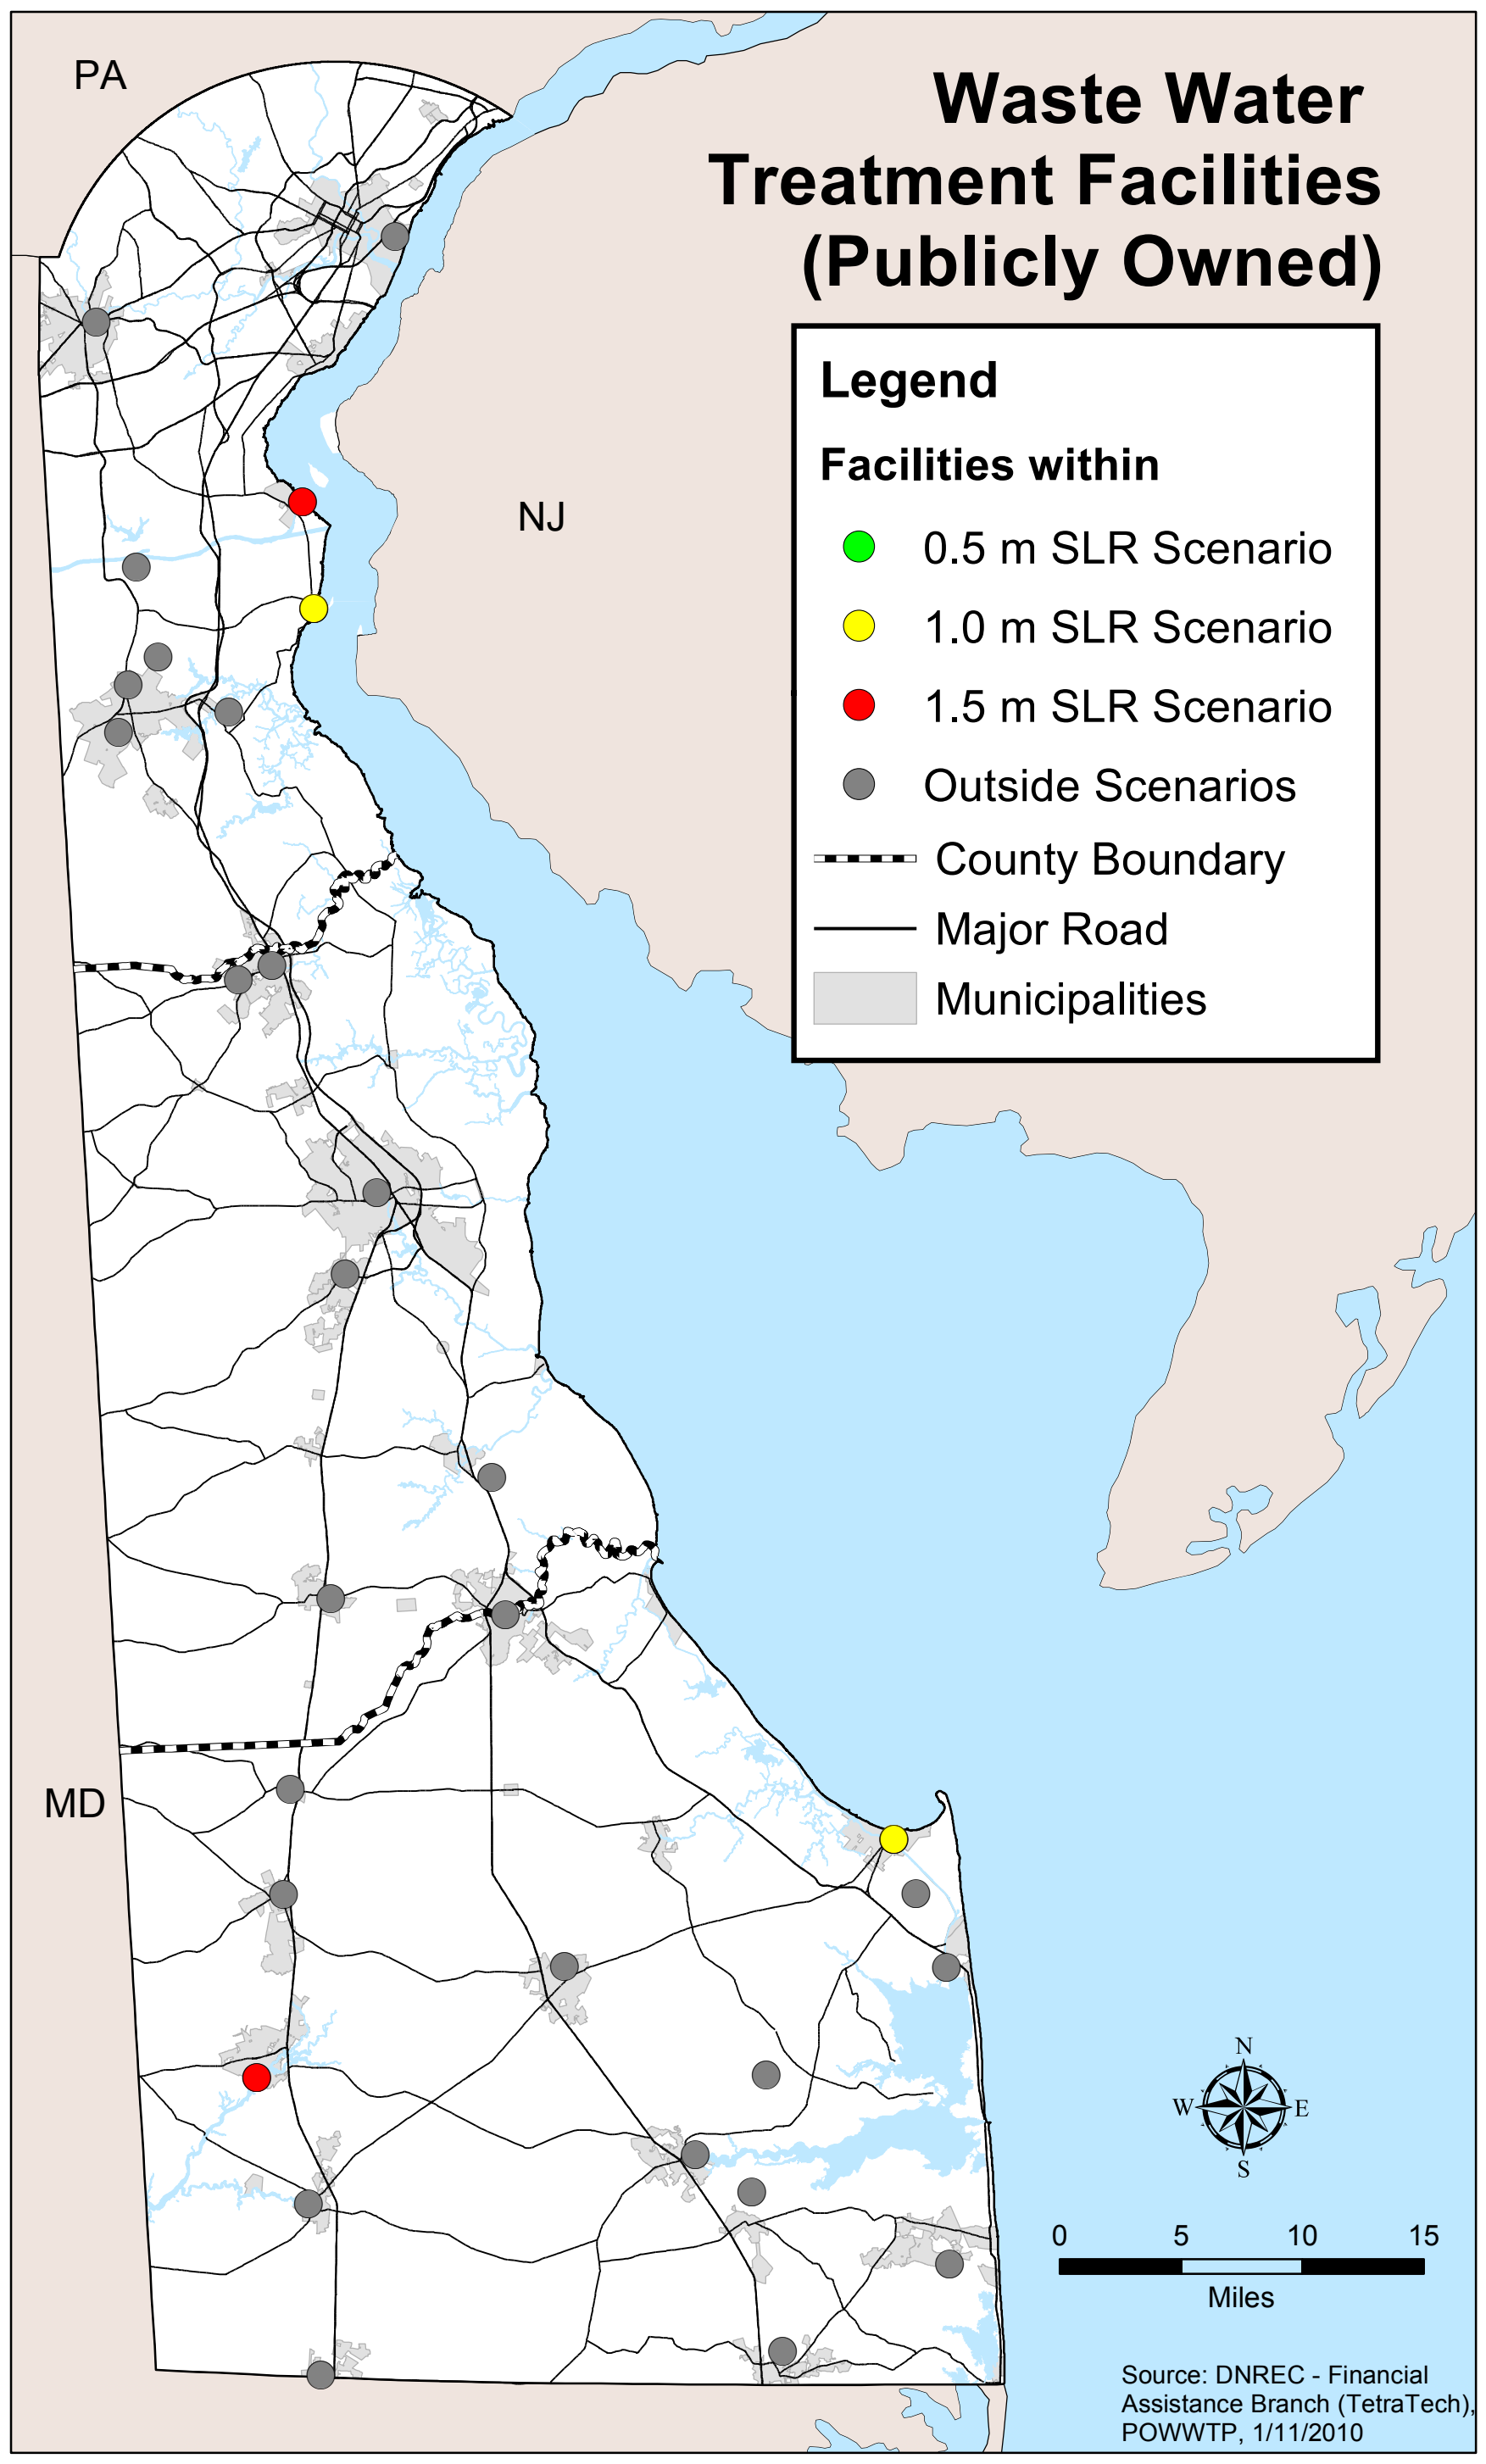 PA
Waste Water
Treatment Facilities
(Publicly Owned)
Legend
Facilities within
0.5 m SLR Scenario
1.0 m SLR Scenario
1.5 m SLR Scenario
Outside Scenarios
County Boundary
Major Road
Municipalities
NJ
MD
N
W E
S
0 5 10 15
Miles
Source: DNREC - Financial
Assistance Branch (TetraTech),
POWWTP, 1/11/2010